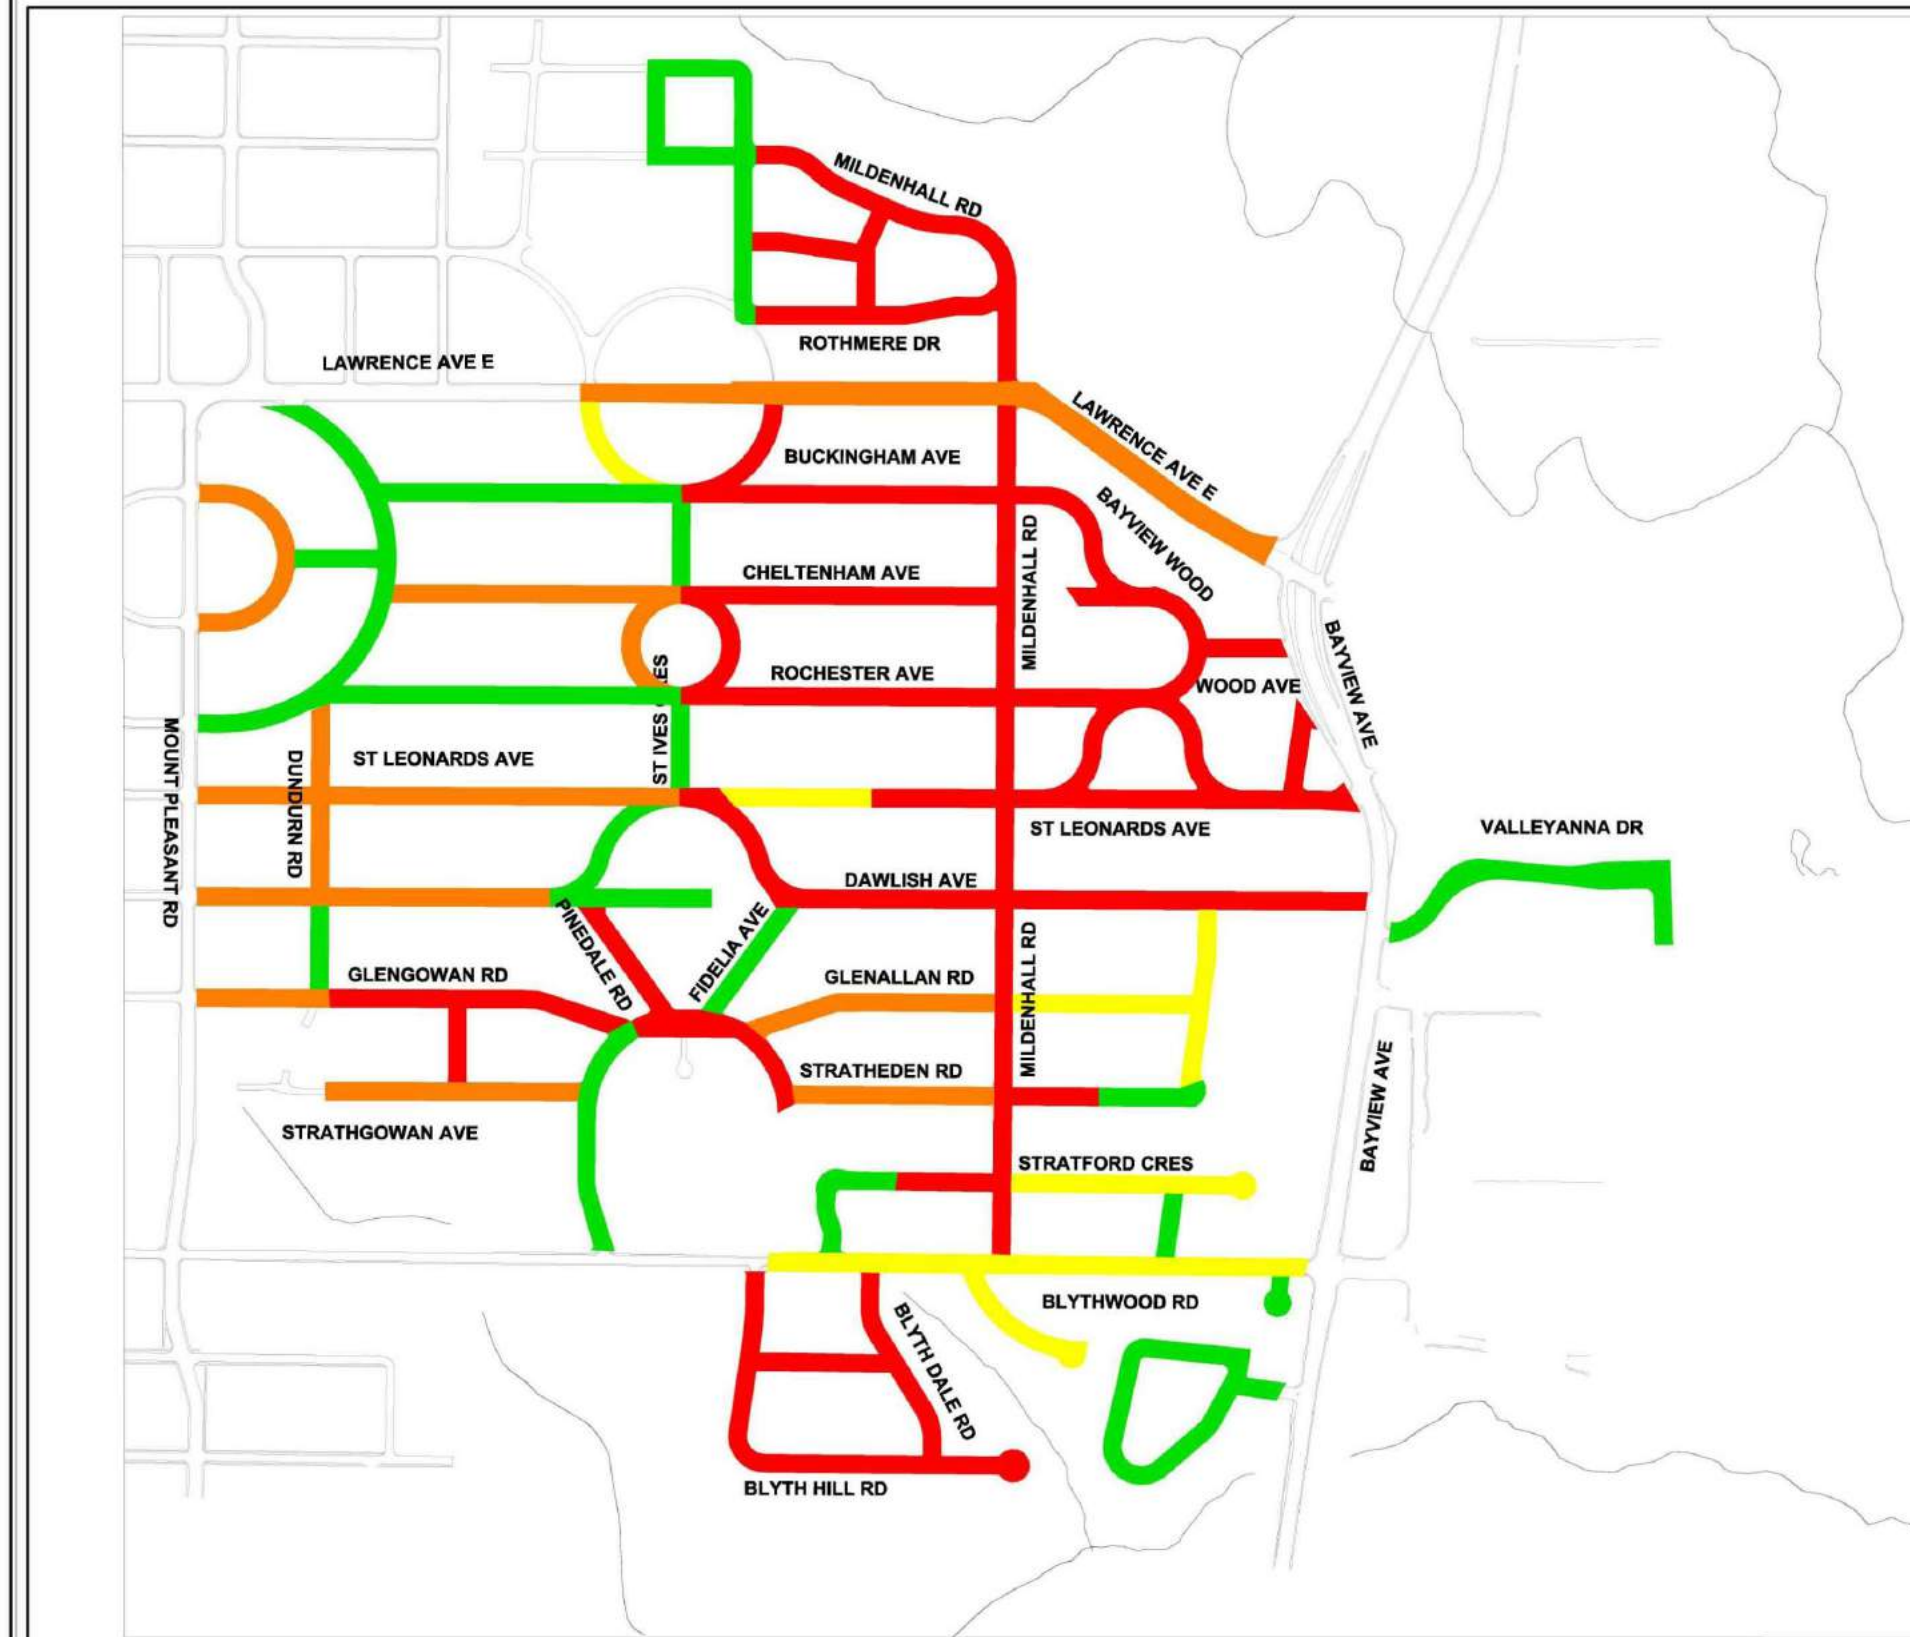 MILDENHALL RD
ROTHMERE DR
LAWRENCE AVE E
LAWRENCE AVE E
BUCKINGHAM AVE
BAYVIEW WOOD
CHELTENHAM AVE
MILDENHALL RD
BAYVIEW AVE
ROCHESTER AVE
WOOD AVE
ST IVES
MOUNT PLEASANT RD
DUNDURN RD
ST LEONARDS AVE
ST LEONARDS AVE
VALLEYANNA DR
DAWLISH AVE
PINEDALE RD
FIDELIA AVE
GLENGOWAN RD
GLENALLAN RD
MILDENHALL RD
STRATHEDEN RD
BAYVIEW AVE
STRATHGOWAN AVE
STRATFORD CRES
BLYTHWOOD RD
BLYTH DALE RD
BLYTH HILL RD